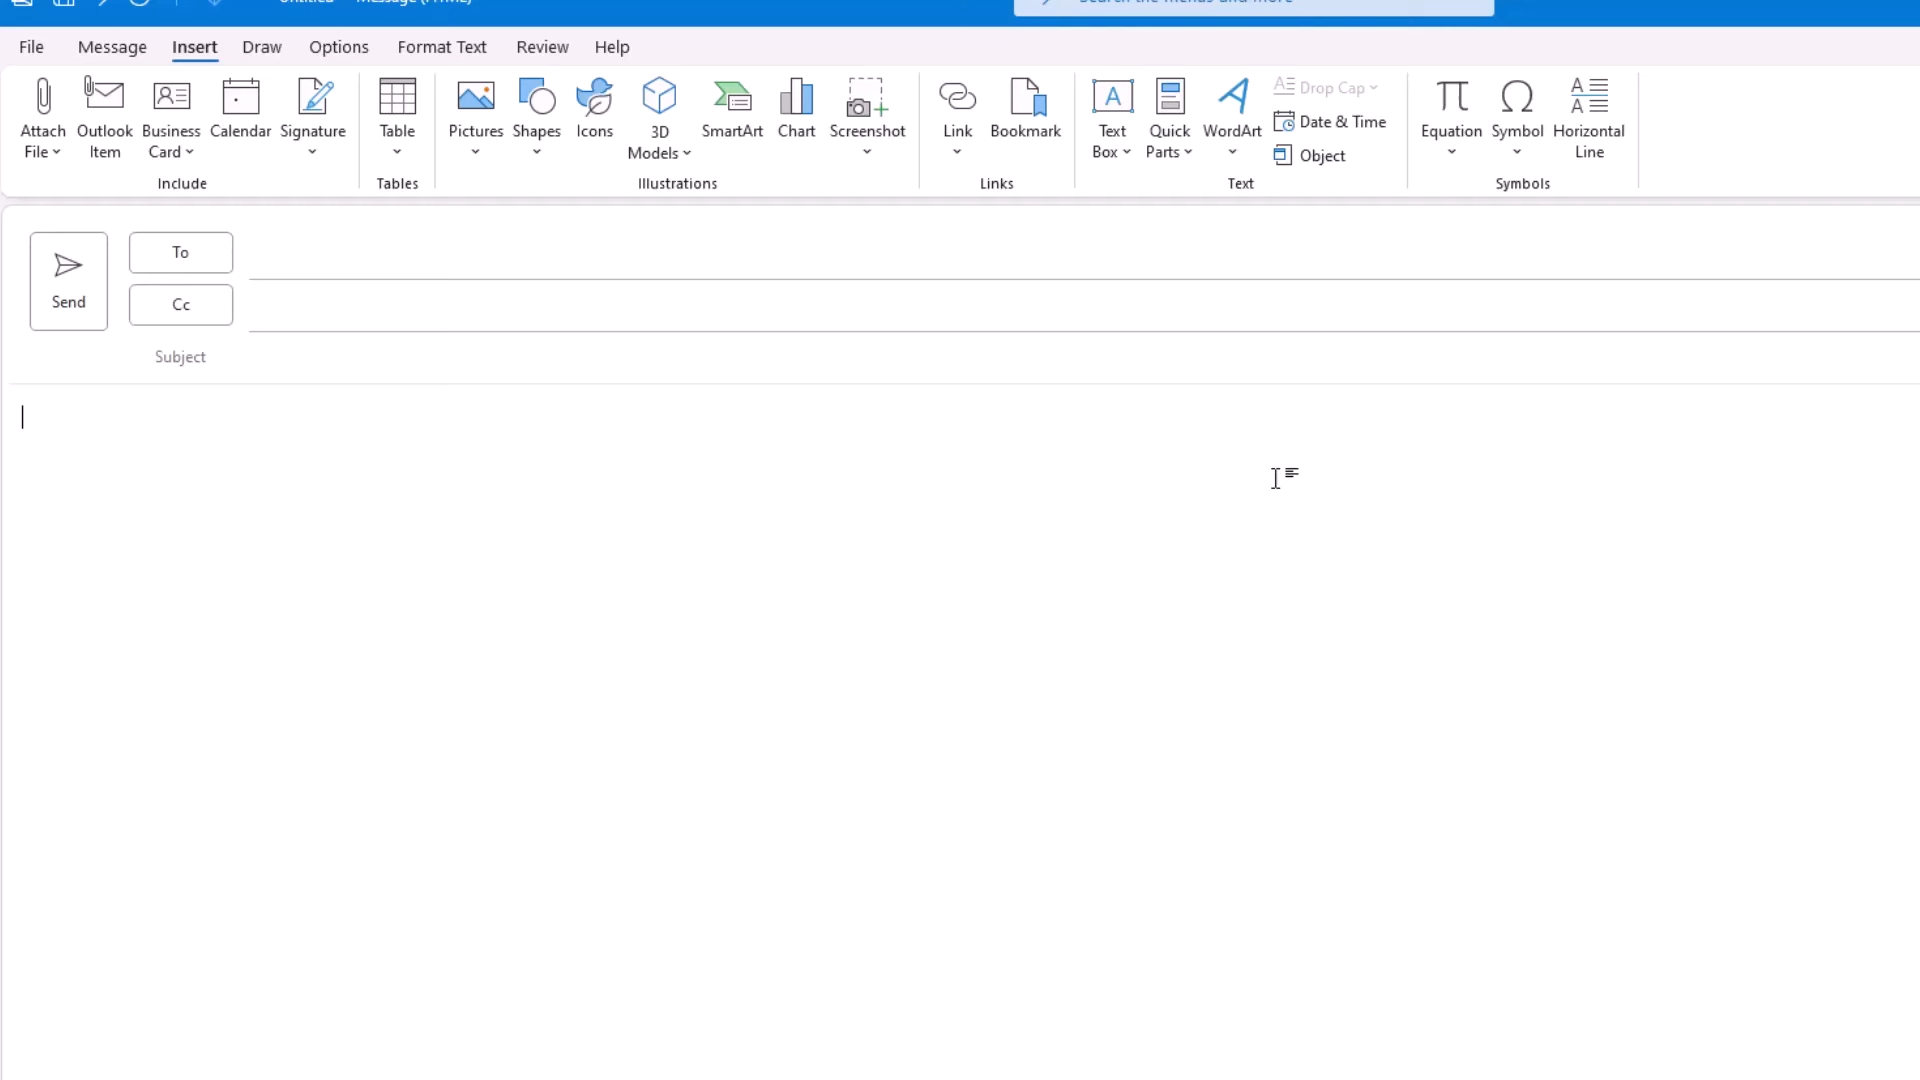 File Message Insert Draw Options Format Text Review Help
Attach File Outlook Item Business Card Calendar Signature Table Pictures Shapes Icons 3D Models SmartArt Chart Screenshot Link Bookmark Text Box Quick Parts WordArt Drop Cap Date & Time Object Equation Symbol Horizontal Line
Include Tables Illustrations Links Text Symbols
Send
To
Cc
Subject